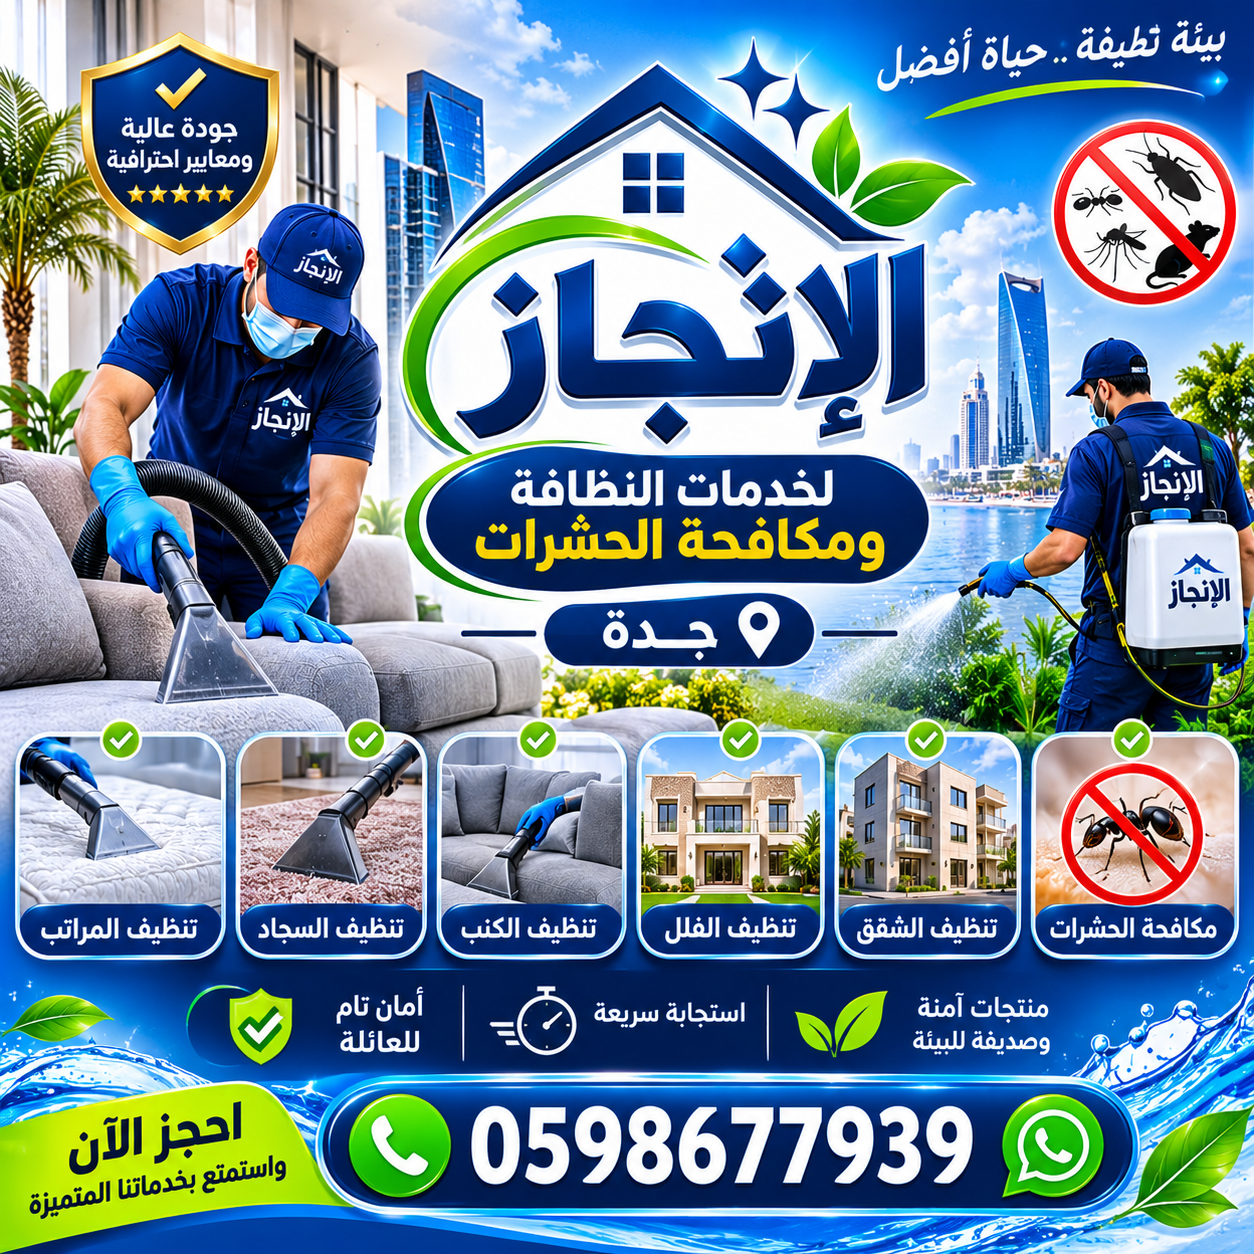 بيئة نظيفة .. حياة أفضل
جودة عالية
ومعايير احترافية
الإنجاز
لخدمات النظافة
ومكافحة الحشرات
جـدة
الإنجاز
الإنجاز
الإنجاز
الإنجاز
مكافحة الحشرات
تنظيف الشقق
تنظيف الفلل
تنظيف الكنب
تنظيف السجاد
تنظيف المراتب
منتجات آمنة
وصديفة للبيئة
استجابة سريعة
أمان تام
للعائلة
احجز الآن
واستمتع بخدماتنا المتميزة
0598677939